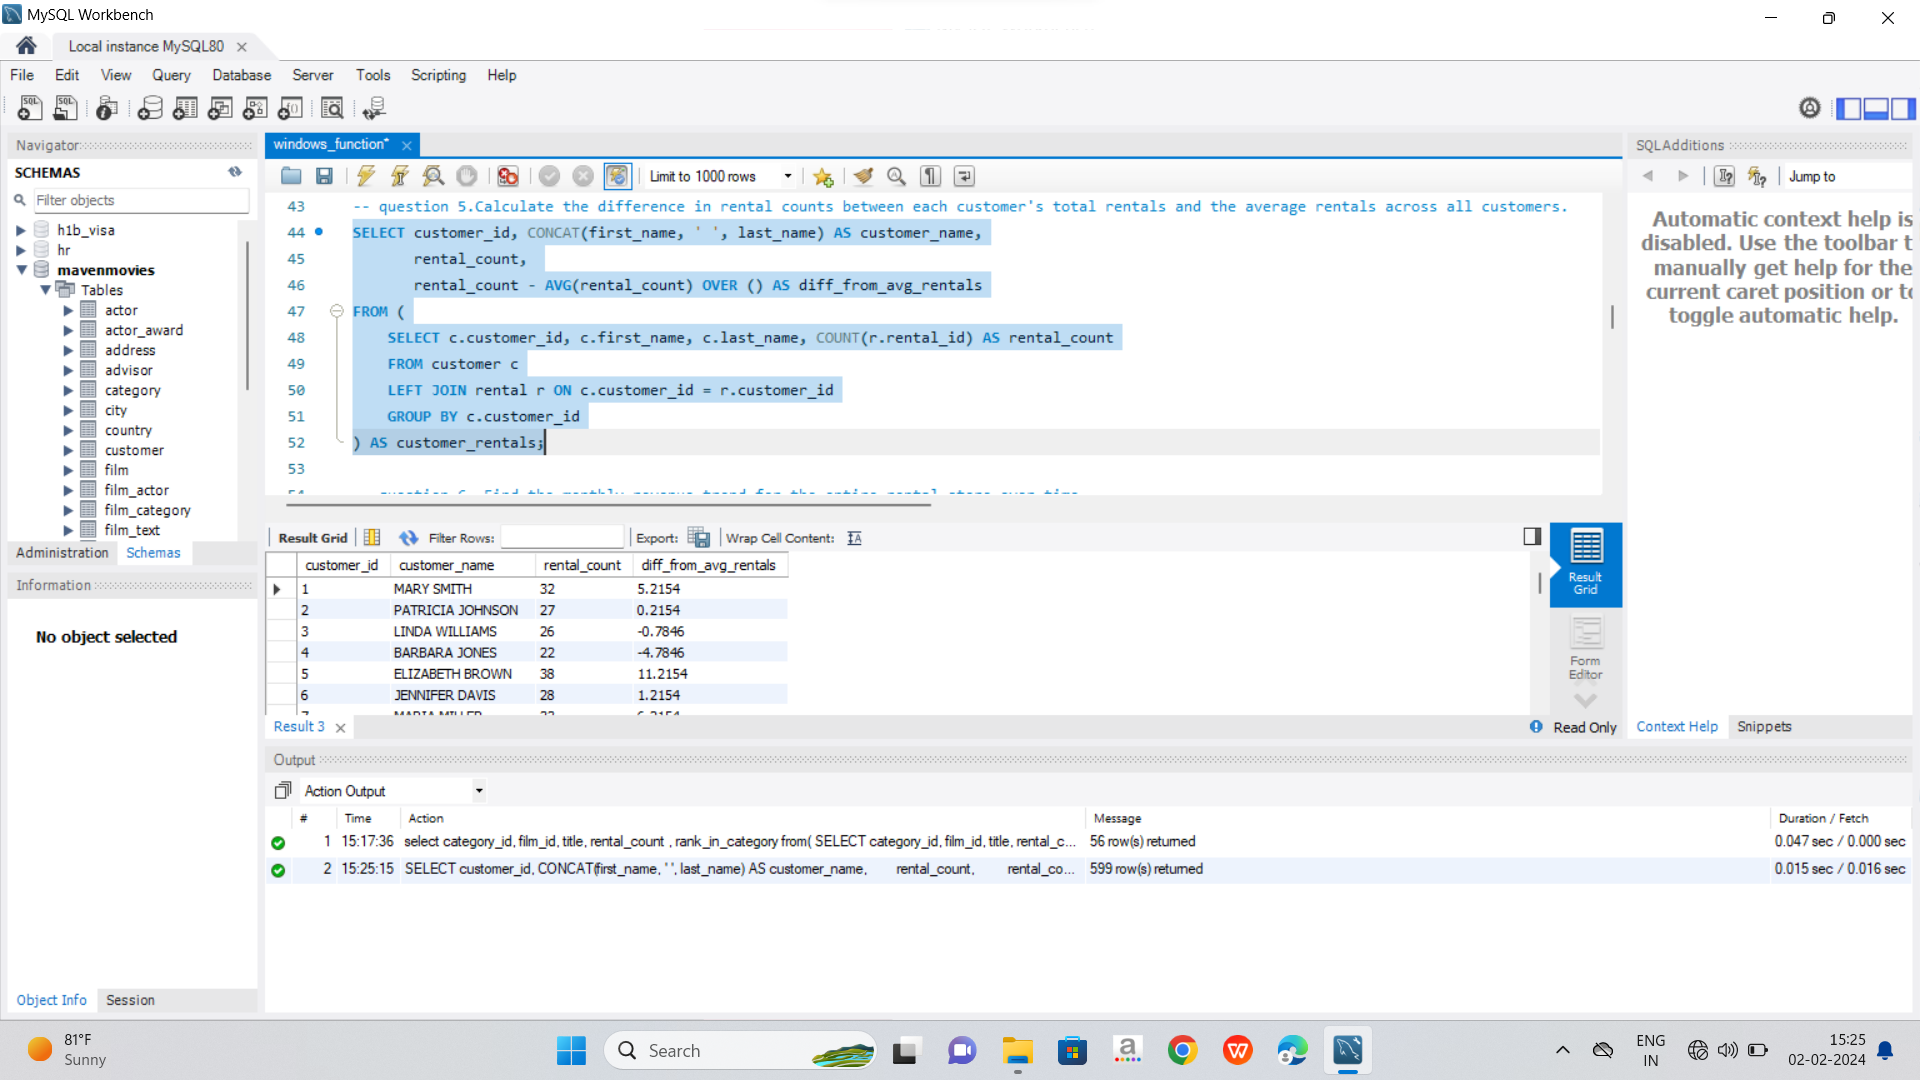 MySQL Workbench
Local instance MySQL80
File Edit View Query Database Server Tools Scripting Help
Navigator
SCHEMAS
Filter objects
h1b_visa
hr
mavenmovies
Tables
actor
actor_award
address
advisor
category
city
country
customer
film
film_actor
film_category
film_text
Administration Schemas
Information
No object selected
Object Info Session
windows_function*
Limit to 1000 rows
43 -- question 5.Calculate the difference in rental counts between each customer's total rentals and the average rentals across all customers.
44 SELECT customer_id, CONCAT(first_name, ' ', last_name) AS customer_name,
45 rental_count,
46 rental_count - AVG(rental_count) OVER () AS diff_from_avg_rentals
47 FROM (
48 SELECT c.customer_id, c.first_name, c.last_name, COUNT(r.rental_id) AS rental_count
49 FROM customer c
50 LEFT JOIN rental r ON c.customer_id = r.customer_id
51 GROUP BY c.customer_id
52 ) AS customer_rentals;
53
Result Grid Filter Rows: Export: Wrap Cell Content:
customer_id customer_name rental_count diff_from_avg_rentals
1 MARY SMITH 32 5.2154
2 PATRICIA JOHNSON 27 0.2154
3 LINDA WILLIAMS 26 -0.7846
4 BARBARA JONES 22 -4.7846
5 ELIZABETH BROWN 38 11.2154
6 JENNIFER DAVIS 28 1.2154
Result Grid
Form Editor
Result 3
Read Only
SQLAdditions
Jump to
Automatic context help is
disabled. Use the toolbar t
manually get help for the
current caret position or to
toggle automatic help.
Context Help Snippets
Output
Action Output
# Time Action Message Duration / Fetch
1 15:17:36 select category_id, film_id, title, rental_count , rank_in_category from( SELECT category_id, film_id, title, rental_c... 56 row(s) returned 0.047 sec / 0.000 sec
2 15:25:15 SELECT customer_id, CONCAT(first_name, ' ', last_name) AS customer_name, rental_count, rental_co... 599 row(s) returned 0.015 sec / 0.016 sec
81°F
Sunny
Search
ENG
IN
15:25
02-02-2024